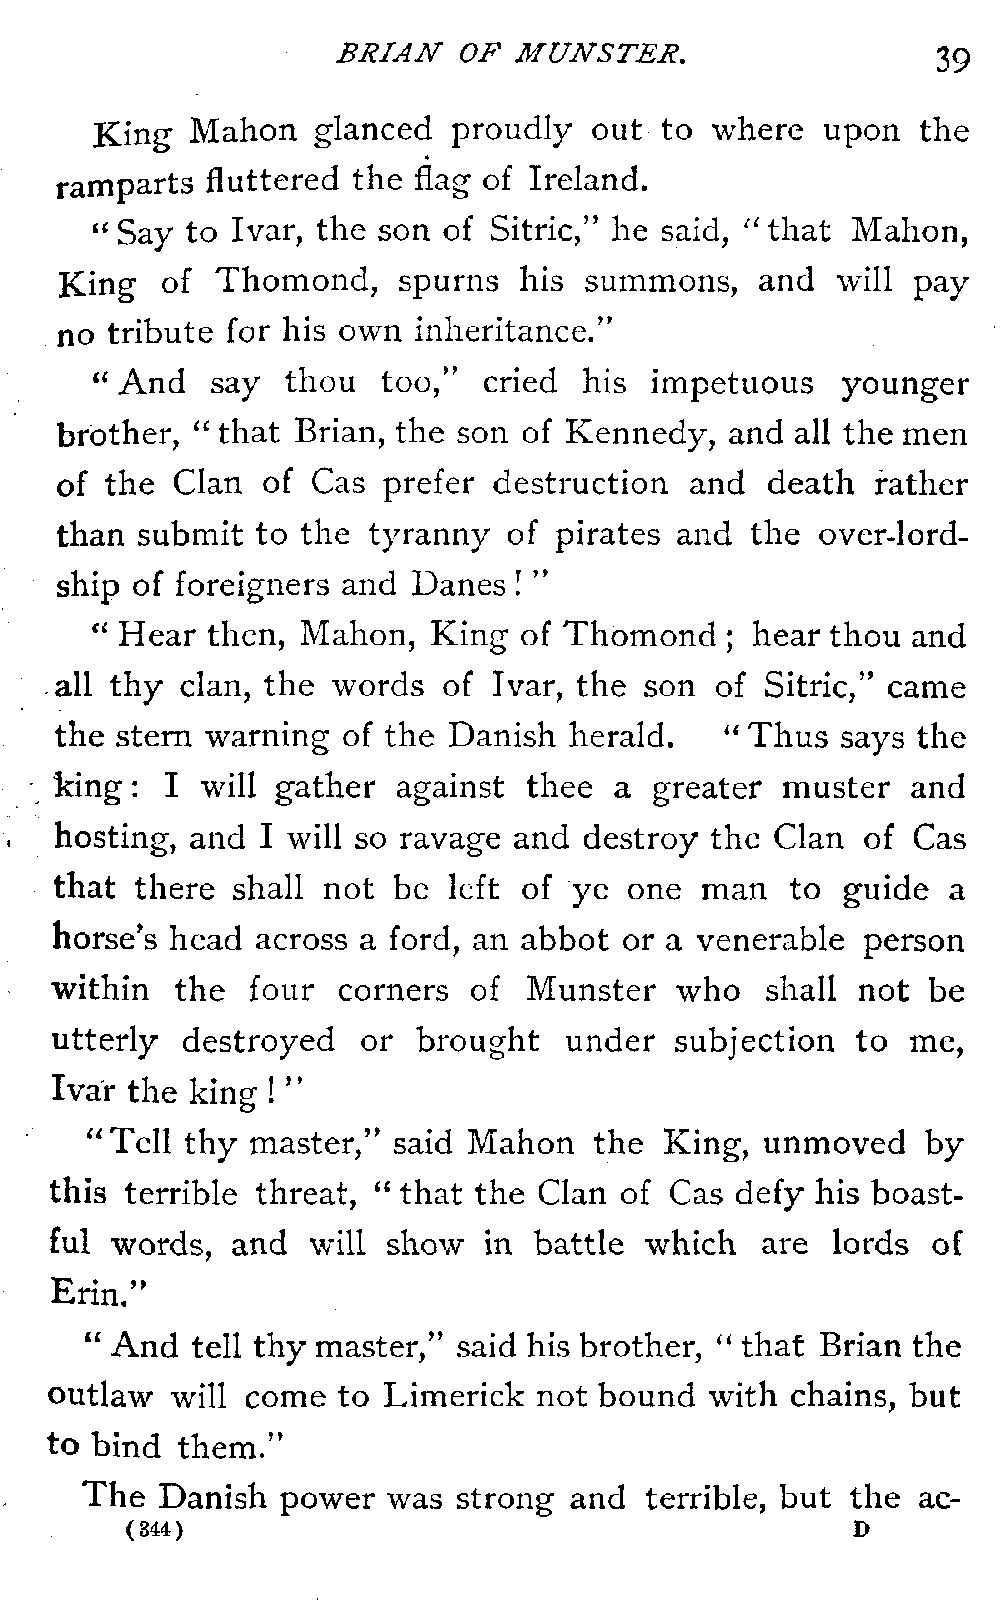 BRIAN OF MUNSTER. 39
King Mahon glanced proudly out to where upon the
ramparts fluttered the flag of Ireland.
“Say to Ivar, the son of Sitric,” he said, “that Mahon,
King of Thomond, spurns his summons, and will pay
no tribute for his own inheritance.”
“And say thou too,” cried his impetuous younger
brother, “that Brian, the son of Kennedy, and all the men
of the Clan of Cas prefer destruction and death rather
than submit to the tyranny of pirates and the over-lord-
ship of foreigners and Danes!”
“Hear then, Mahon, King of Thomond; hear thou and
all thy clan, the words of Ivar, the son of Sitric,” came
the stern warning of the Danish herald. “Thus says the
king: I will gather against thee a greater muster and
hosting, and I will so ravage and destroy the Clan of Cas
that there shall not be left of ye one man to guide a
horse’s head across a ford, an abbot or a venerable person
within the four corners of Munster who shall not be
utterly destroyed or brought under subjection to me,
Ivar the king!”
“Tell thy master,” said Mahon the King, unmoved by
this terrible threat, “that the Clan of Cas defy his boast-
ful words, and will show in battle which are lords of
Erin.”
“And tell thy master,” said his brother, “that Brian the
outlaw will come to Limerick not bound with chains, but
to bind them.”
The Danish power was strong and terrible, but the ac-
(344) D